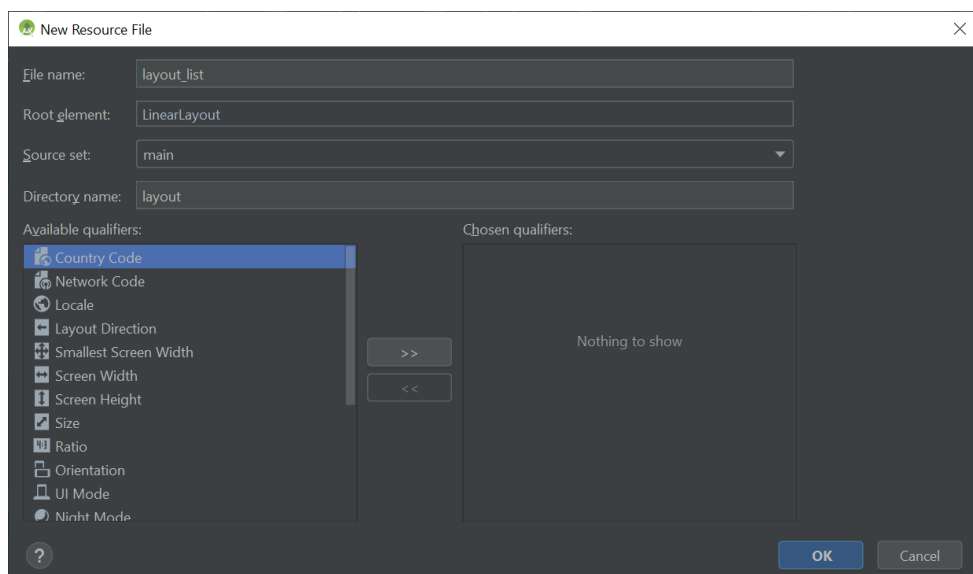 New Resource File
File name: layout_list
Root element: LinearLayout
Source set: main
Directory name: layout
Available qualifiers:
Chosen qualifiers:
Country Code
Network Code
Locale
Layout Direction
Smallest Screen Width
Screen Width
Screen Height
Size
4:3 Ratio
Orientation
UI Mode
Night Mode
>>
<<
Nothing to show
?
OK
Cancel